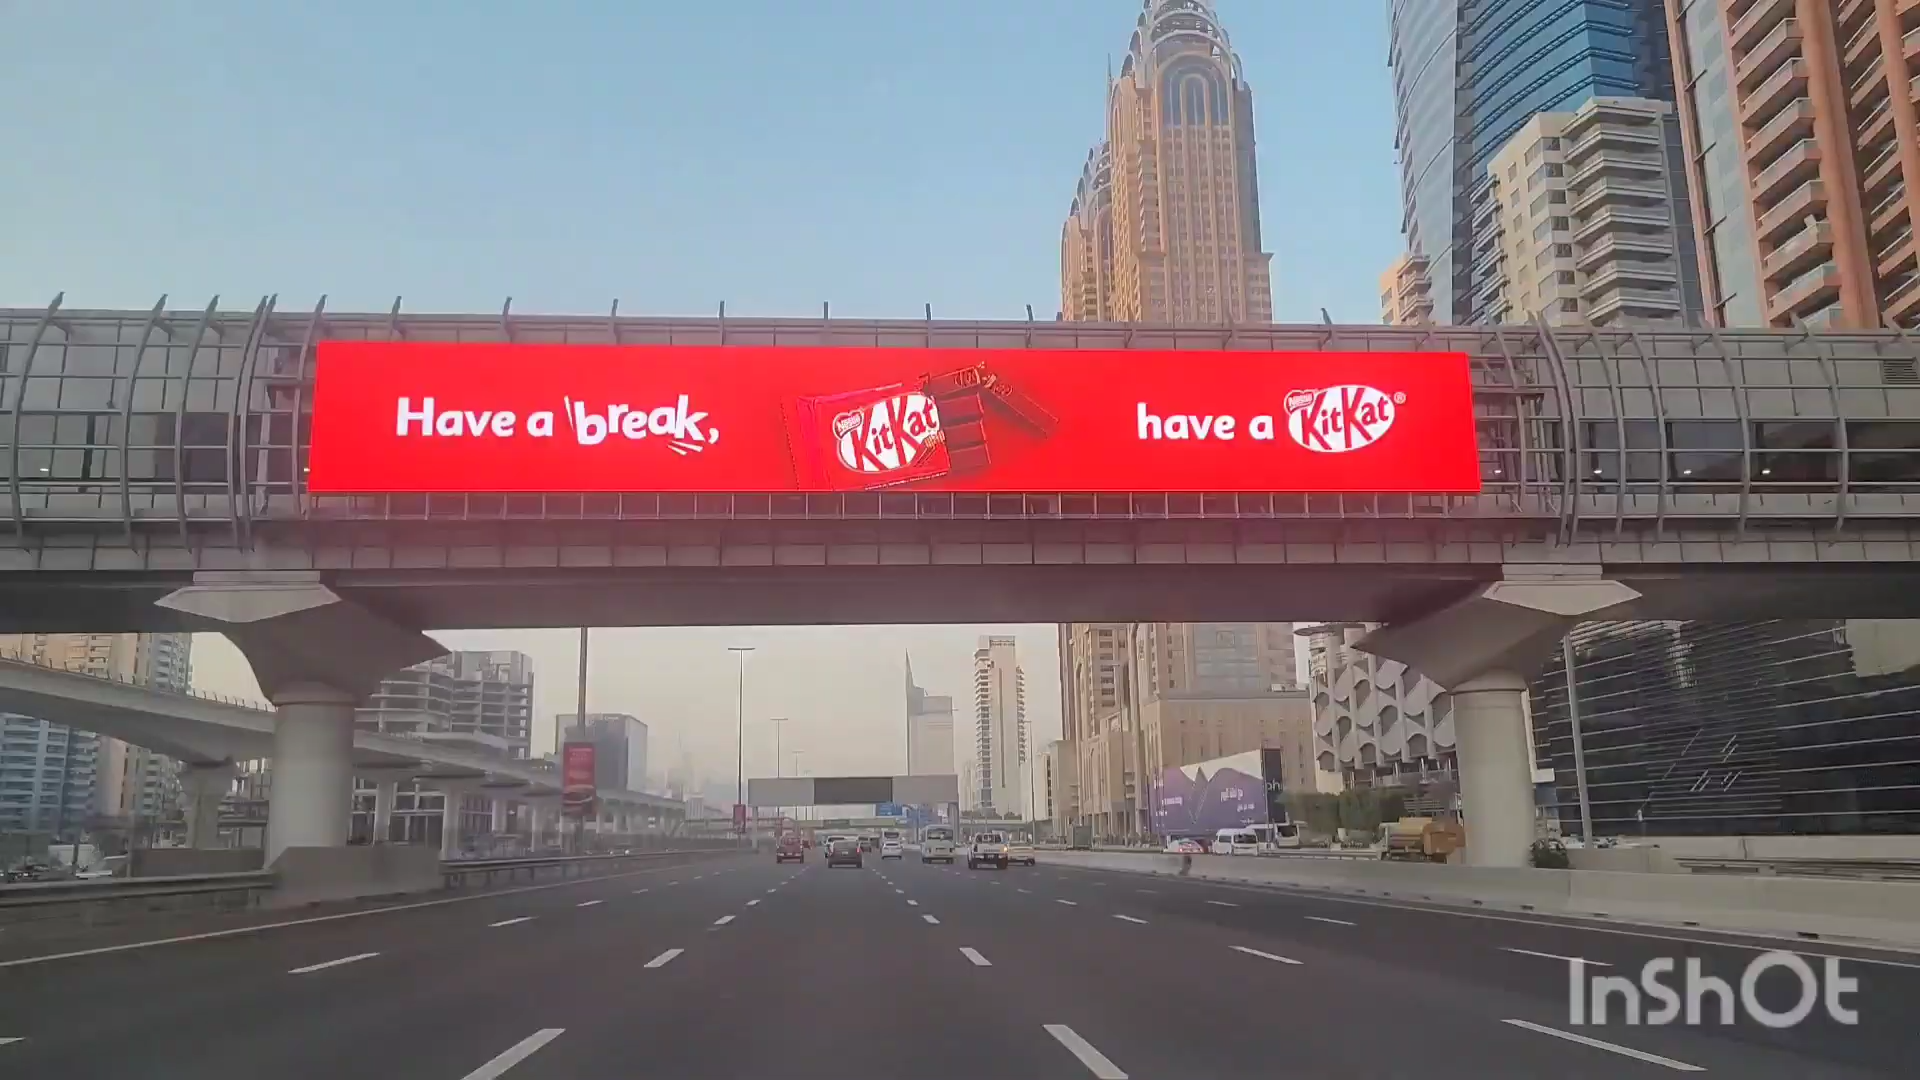 Have a break,
Nestlé
KitKat
have a
Nestlé
KitKat®
InShOt